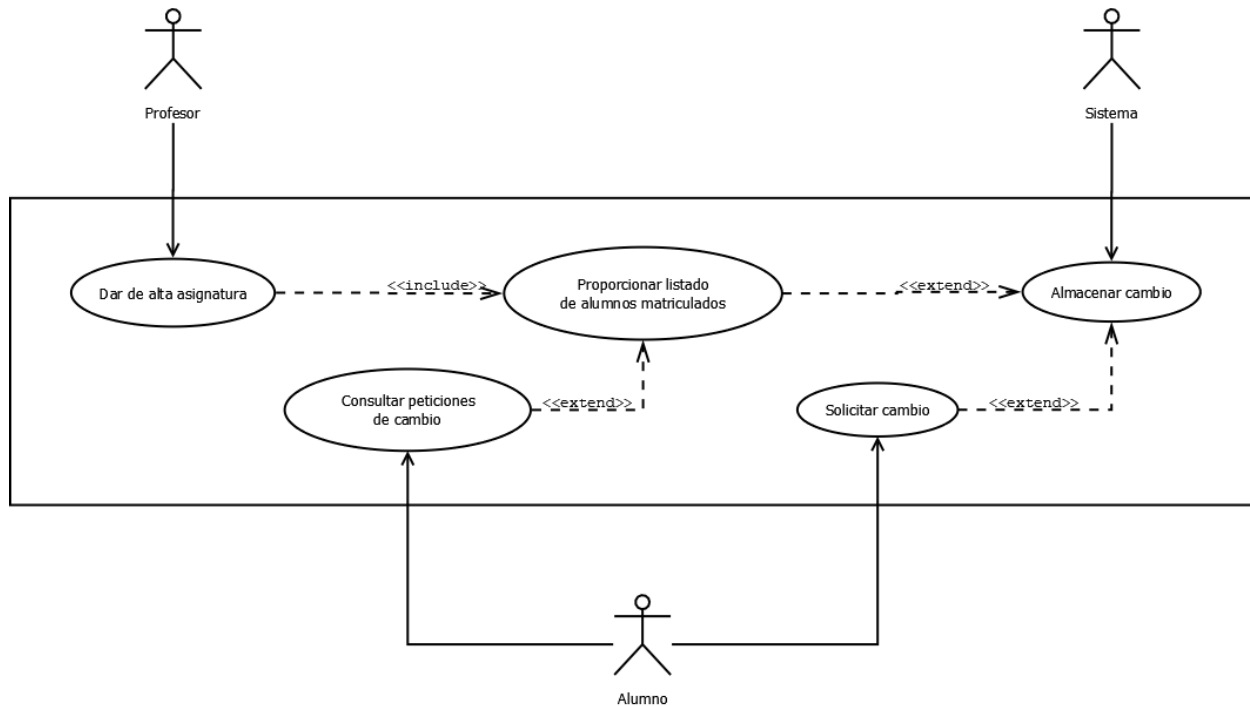 Profesor
Sistema
Dar de alta asignatura
<<include>>
Proporcionar listado
de alumnos matriculados
<<extend>>
Almacenar cambio
Consultar peticiones
de cambio
<<extend>>
Solicitar cambio
<<extend>>
Alumno